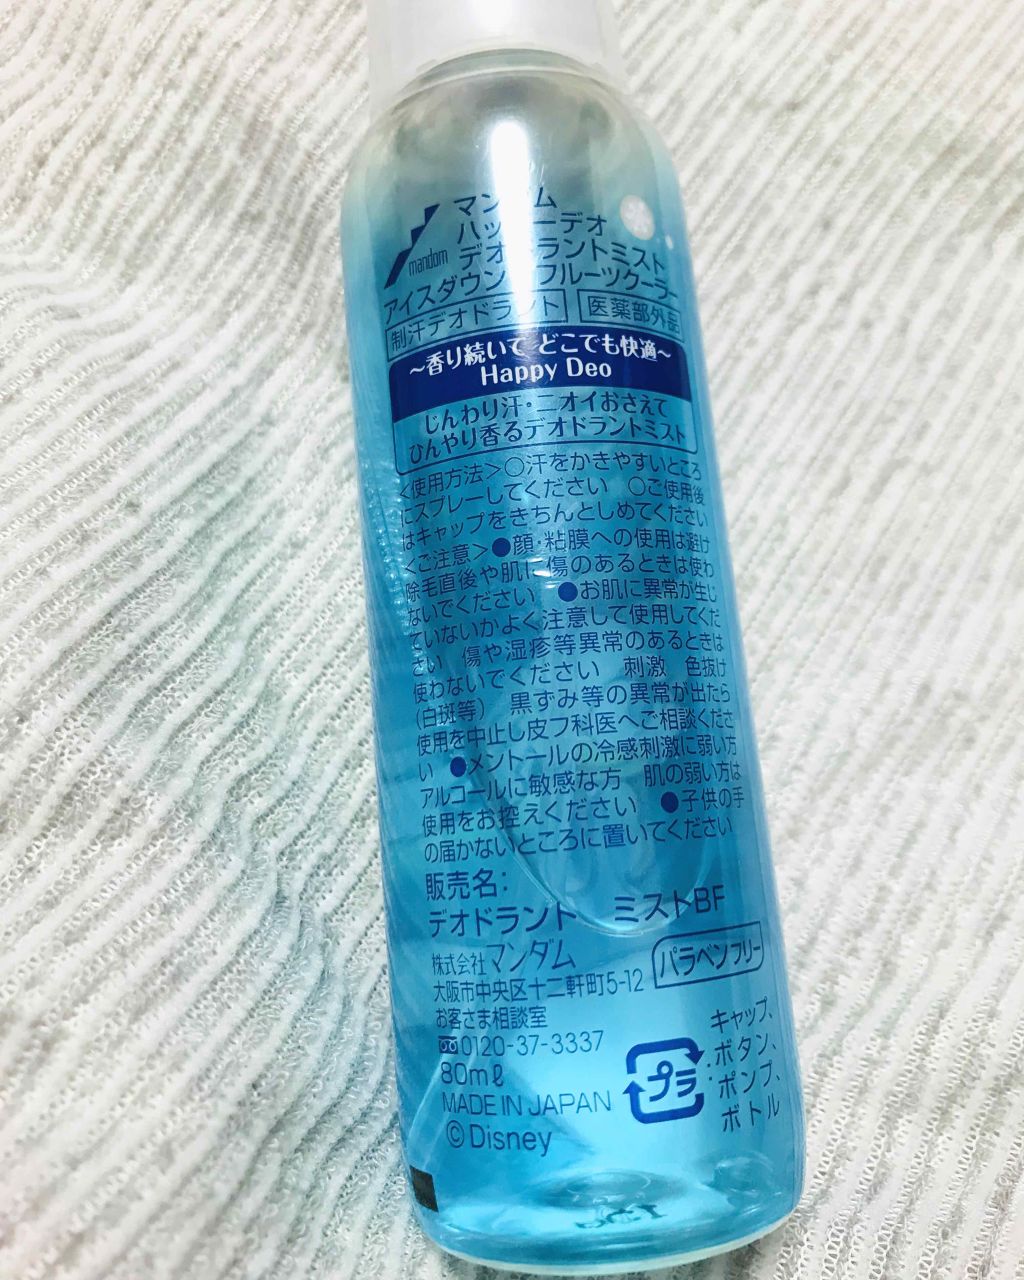 mandom
マンダム
ハッピーデオ
デオドラントミスト
アイスダウン フルーツクーラー
制汗デオドラント 医薬部外品
～香り続いて どこでも快適～
Happy Deo
じんわり汗・ニオイおさえて
ひんやり香るデオドラントミスト
<使用方法>○汗をかきやすいところ
にスプレーしてください ○ご使用後
はキャップをきちんとしめてください
<ご注意>●顔・粘膜への使用は避け
除毛直後や肌に傷のあるときは使わ
ないでください ●お肌に異常が生じ
ていないかよく注意して使用してくだ
さい 傷や湿疹等異常のあるときは
使わないでください 刺激 色抜け
(白斑等) 黒ずみ等の異常が出たら
使用を中止し皮フ科医へご相談くださ
い ●メントールの冷感刺激に弱い方
アルコールに敏感な方 肌の弱い方は
使用をお控えください ●子供の手
の届かないところに置いてください
販売名:
デオドラント ミストBF
株式会社マンダム
パラベンフリー
大阪市中央区十二軒町5-12
お客さま相談室
0120-37-3337
80mℓ
MADE IN JAPAN
©Disney
プラ
:キャップ、
ボタン、
ポンプ、
ボトル